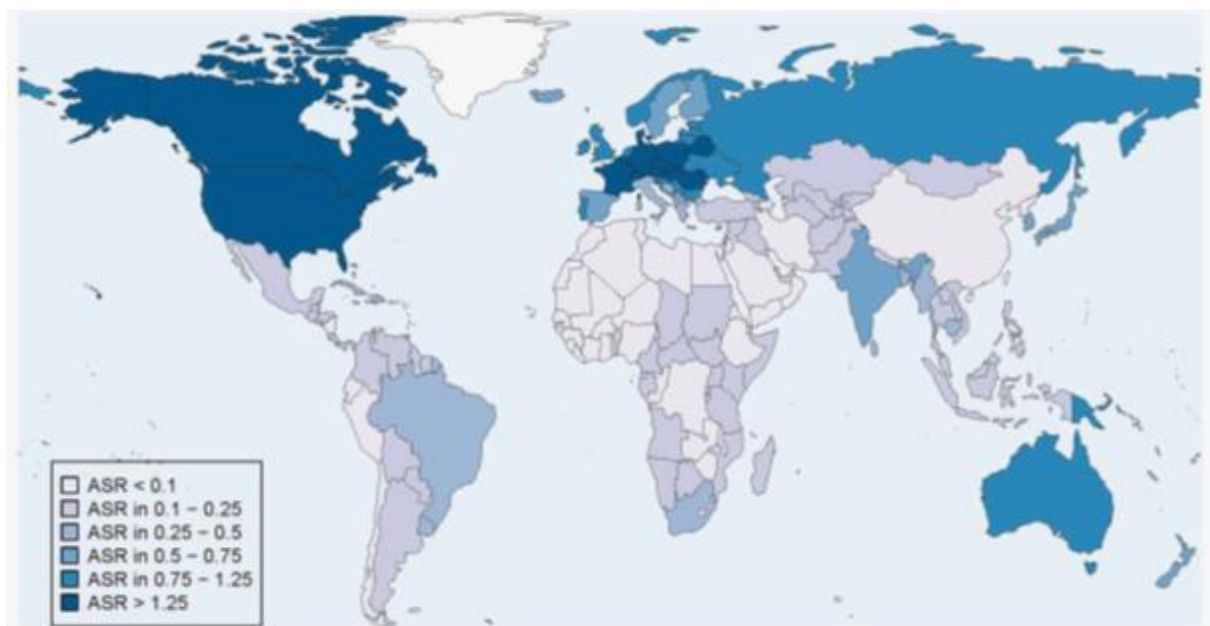 ASR < 0.1
ASR in 0.1 − 0.25
ASR in 0.25 − 0.5
ASR in 0.5 − 0.75
ASR in 0.75 − 1.25
ASR > 1.25